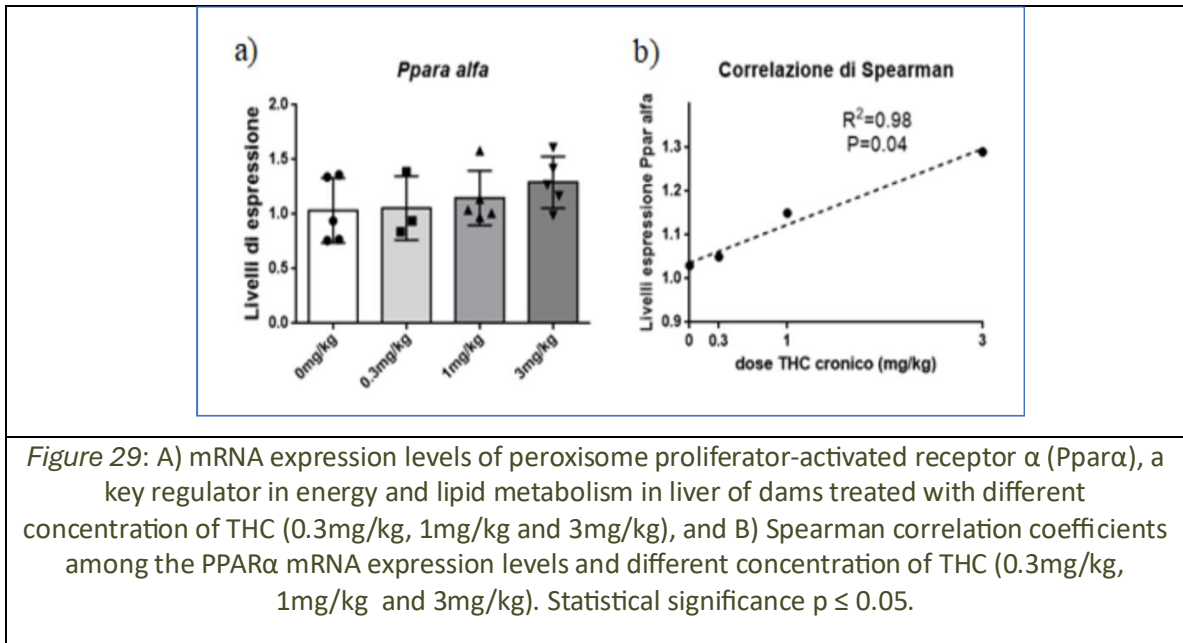 a)
Ppara alfa
Livelli di espressione
2.0
1.5
1.0
0.5
0.0
0mg/kg
0.3mg/kg
1mg/kg
3mg/kg
b)
Correlazione di Spearman
R²=0.98
P=0.04
Livelli espressione Ppar alfa
1.3
1.2
1.1
1.0
0.9
0
0.3
1
3
dose THC cronico (mg/kg)
Figure 29: A) mRNA expression levels of peroxisome proliferator-activated receptor α (Pparα), a
key regulator in energy and lipid metabolism in liver of dams treated with different
concentration of THC (0.3mg/kg, 1mg/kg and 3mg/kg), and B) Spearman correlation coefficients
among the PPARα mRNA expression levels and different concentration of THC (0.3mg/kg,
1mg/kg and 3mg/kg). Statistical significance p ≤ 0.05.